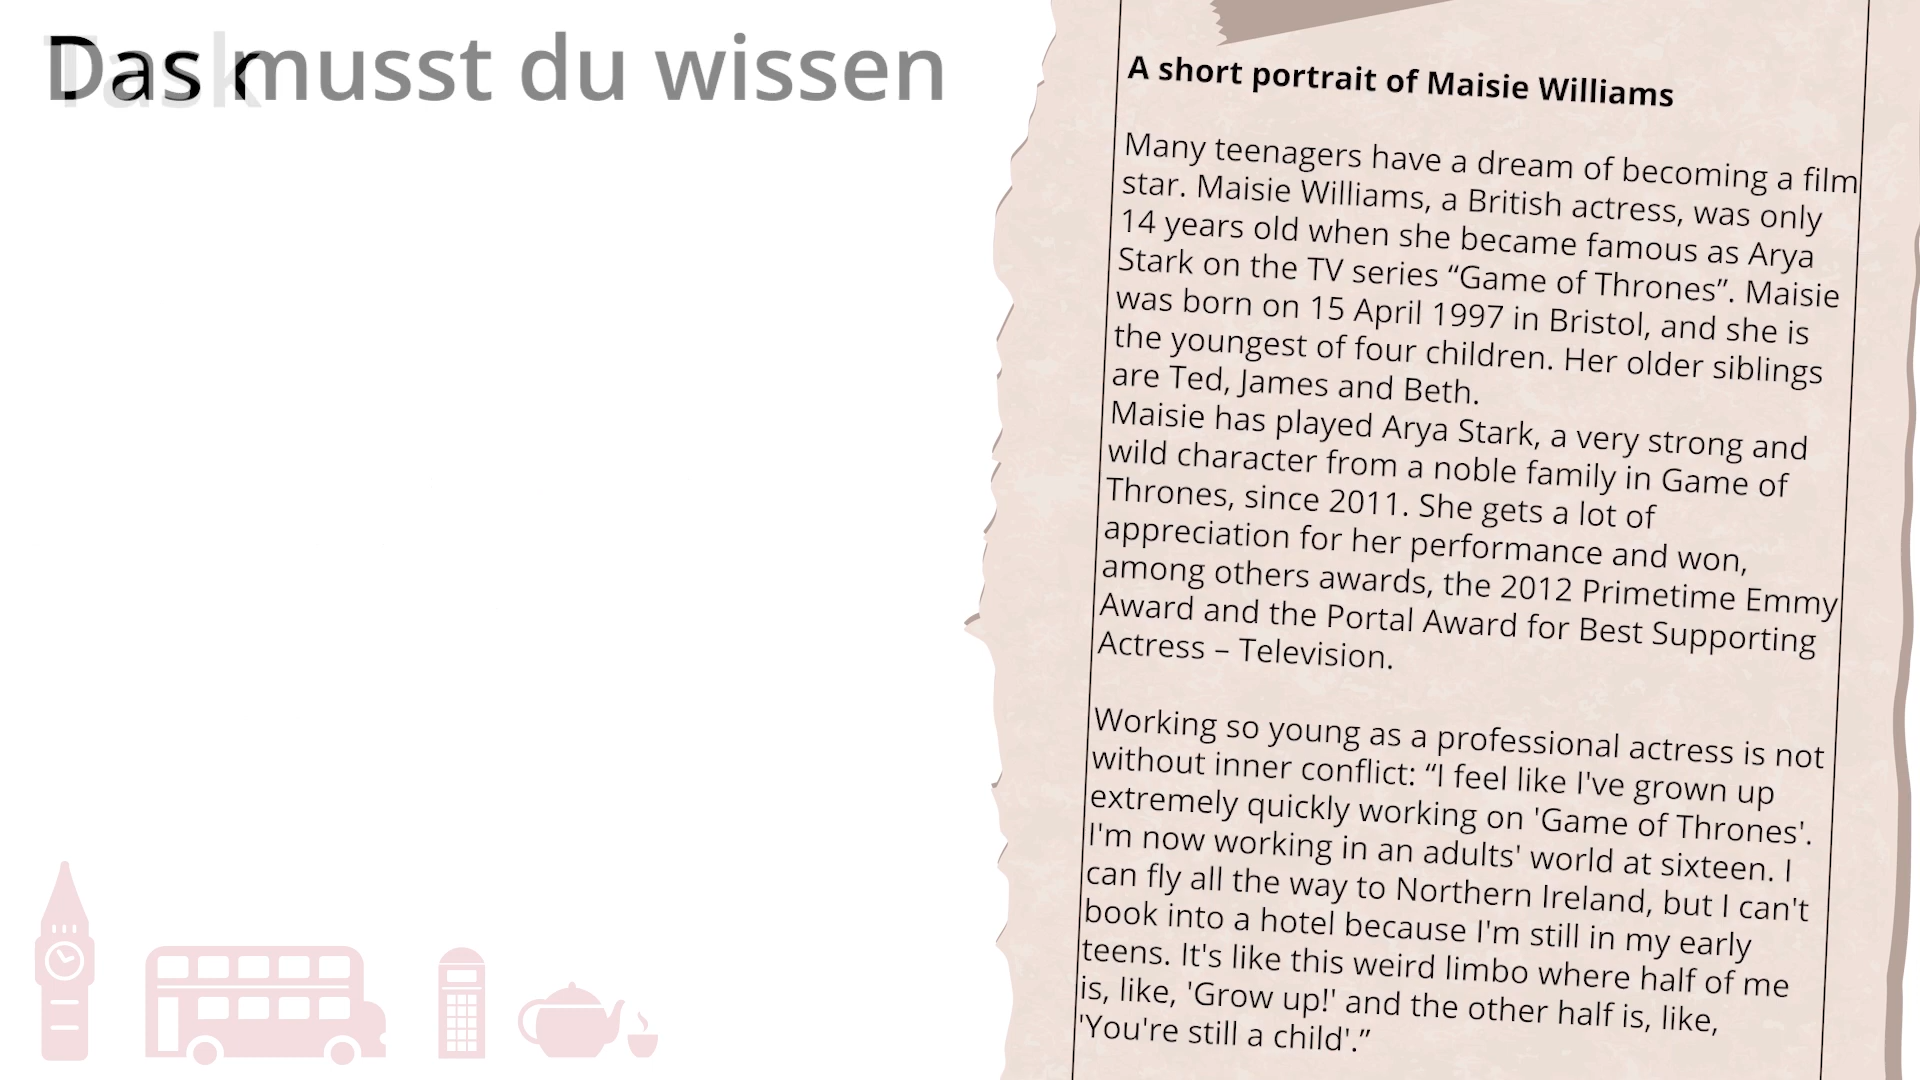 Das musst du wissen
Task
A short portrait of Maisie Williams
Many teenagers have a dream of becoming a film
star. Maisie Williams, a British actress, was only
14 years old when she became famous as Arya
Stark on the TV series “Game of Thrones”. Maisie
was born on 15 April 1997 in Bristol, and she is
the youngest of four children. Her older siblings
are Ted, James and Beth.
Maisie has played Arya Stark, a very strong and
wild character from a noble family in Game of
Thrones, since 2011. She gets a lot of
appreciation for her performance and won,
among others awards, the 2012 Primetime Emmy
Award and the Portal Award for Best Supporting
Actress – Television.
Working so young as a professional actress is not
without inner conflict: “I feel like I've grown up
extremely quickly working on 'Game of Thrones'.
I'm now working in an adults' world at sixteen. I
can fly all the way to Northern Ireland, but I can't
book into a hotel because I'm still in my early
teens. It's like this weird limbo where half of me
is, like, 'Grow up!' and the other half is, like,
'You're still a child'.”